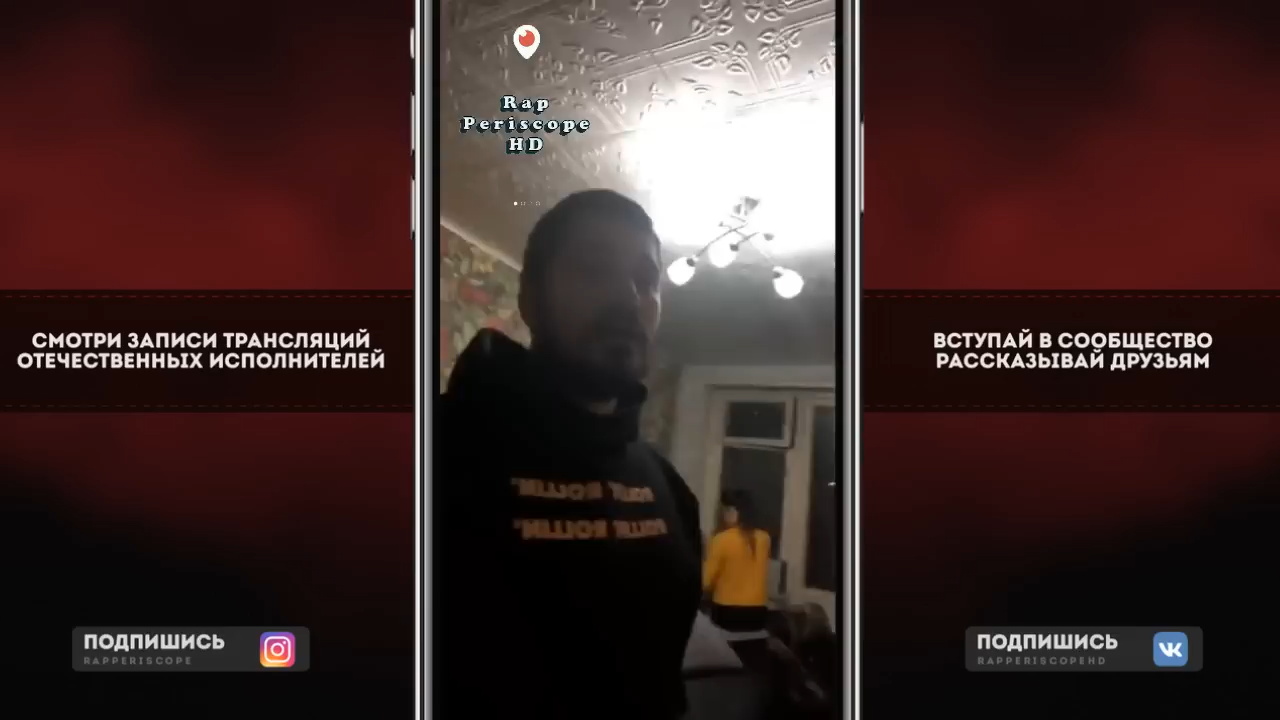 Rap
Periscope
HD
СМОТРИ ЗАПИСИ ТРАНСЛЯЦИЙ
ОТЕЧЕСТВЕННЫХ ИСПОЛНИТЕЛЕЙ
ВСТУПАЙ В СООБЩЕСТВО
РАССКАЗЫВАЙ ДРУЗЬЯМ
ПОДПИШИСЬ
RAPPERISCOPE
ПОДПИШИСЬ
RAPPERISCOPEHD